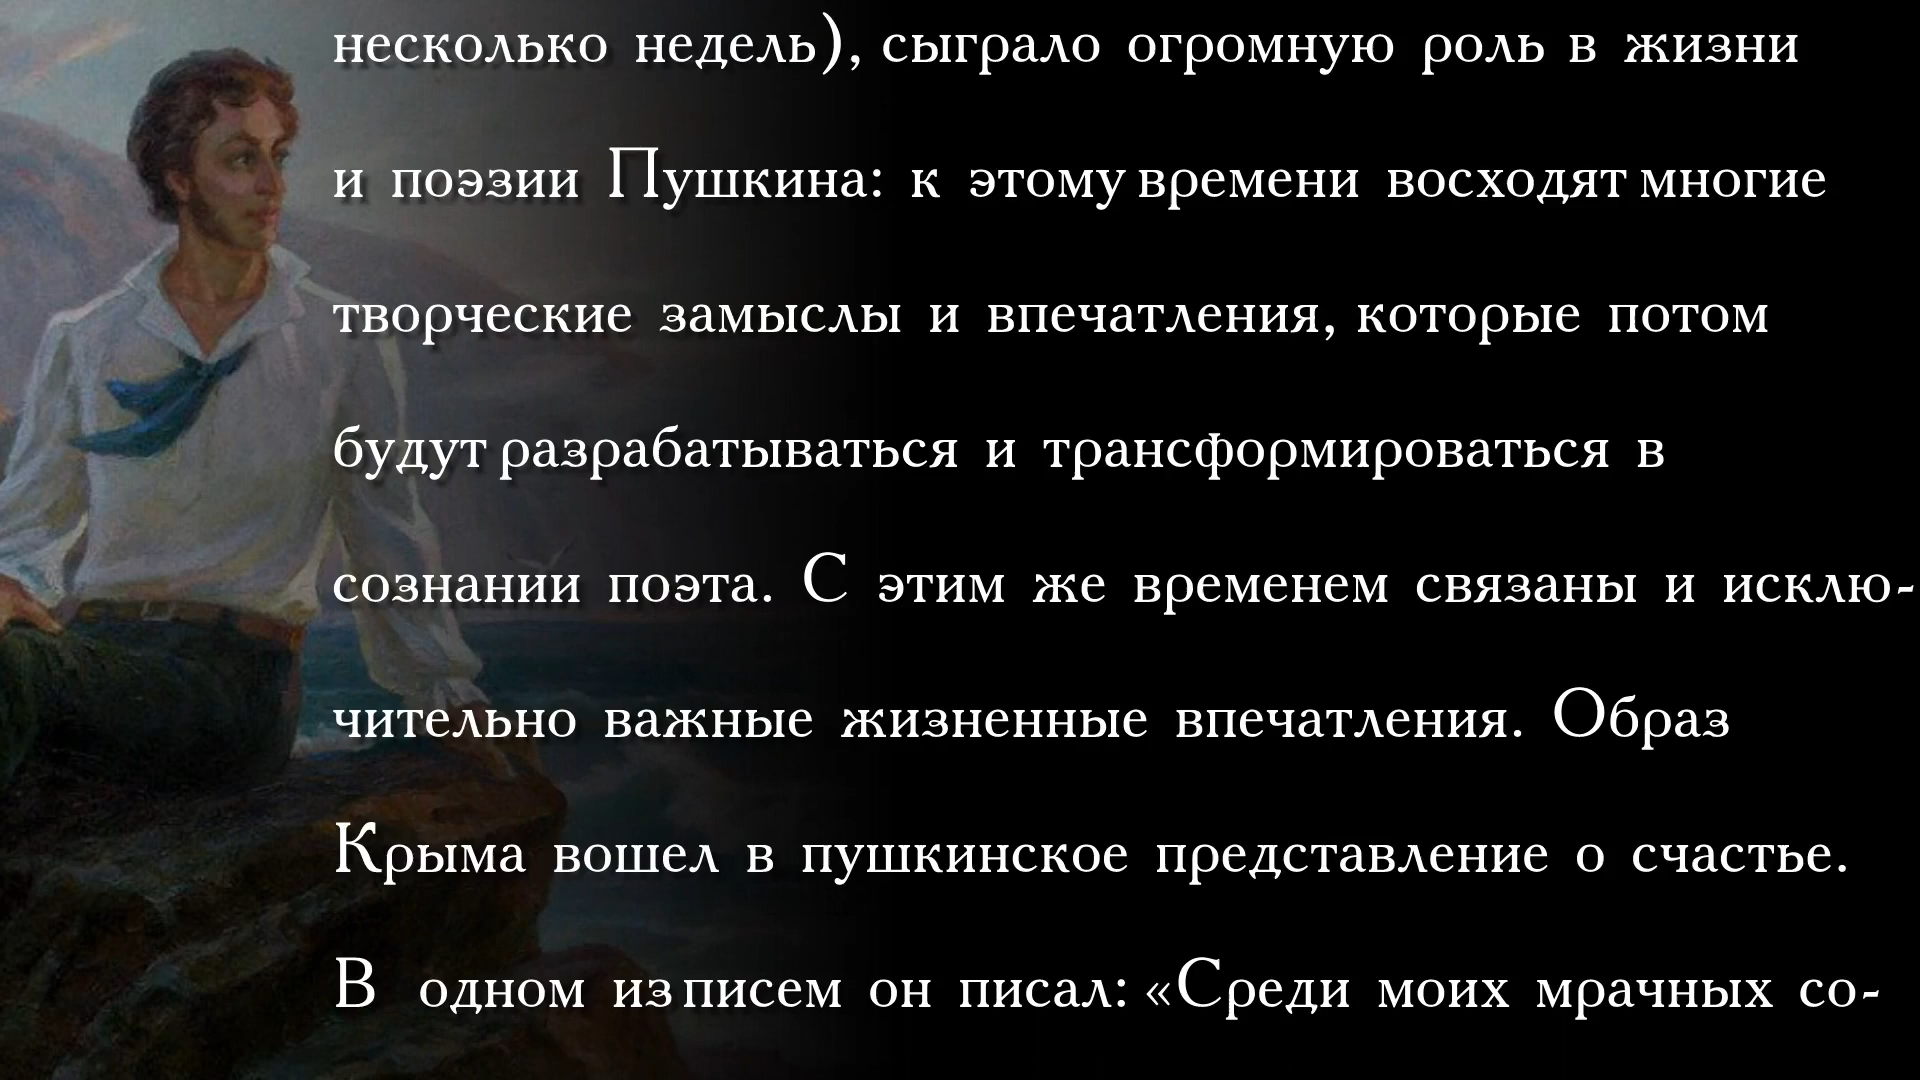 несколько недель), сыграло огромную роль в жизни
и поэзии Пушкина: к этому времени восходят многие
творческие замыслы и впечатления, которые потом
будут разрабатываться и трансформироваться в
сознании поэта. С этим же временем связаны и исклю-
чительно важные жизненные впечатления. Образ
Крыма вошел в пушкинское представление о счастье.
В одном из писем он писал: «Среди моих мрачных со-